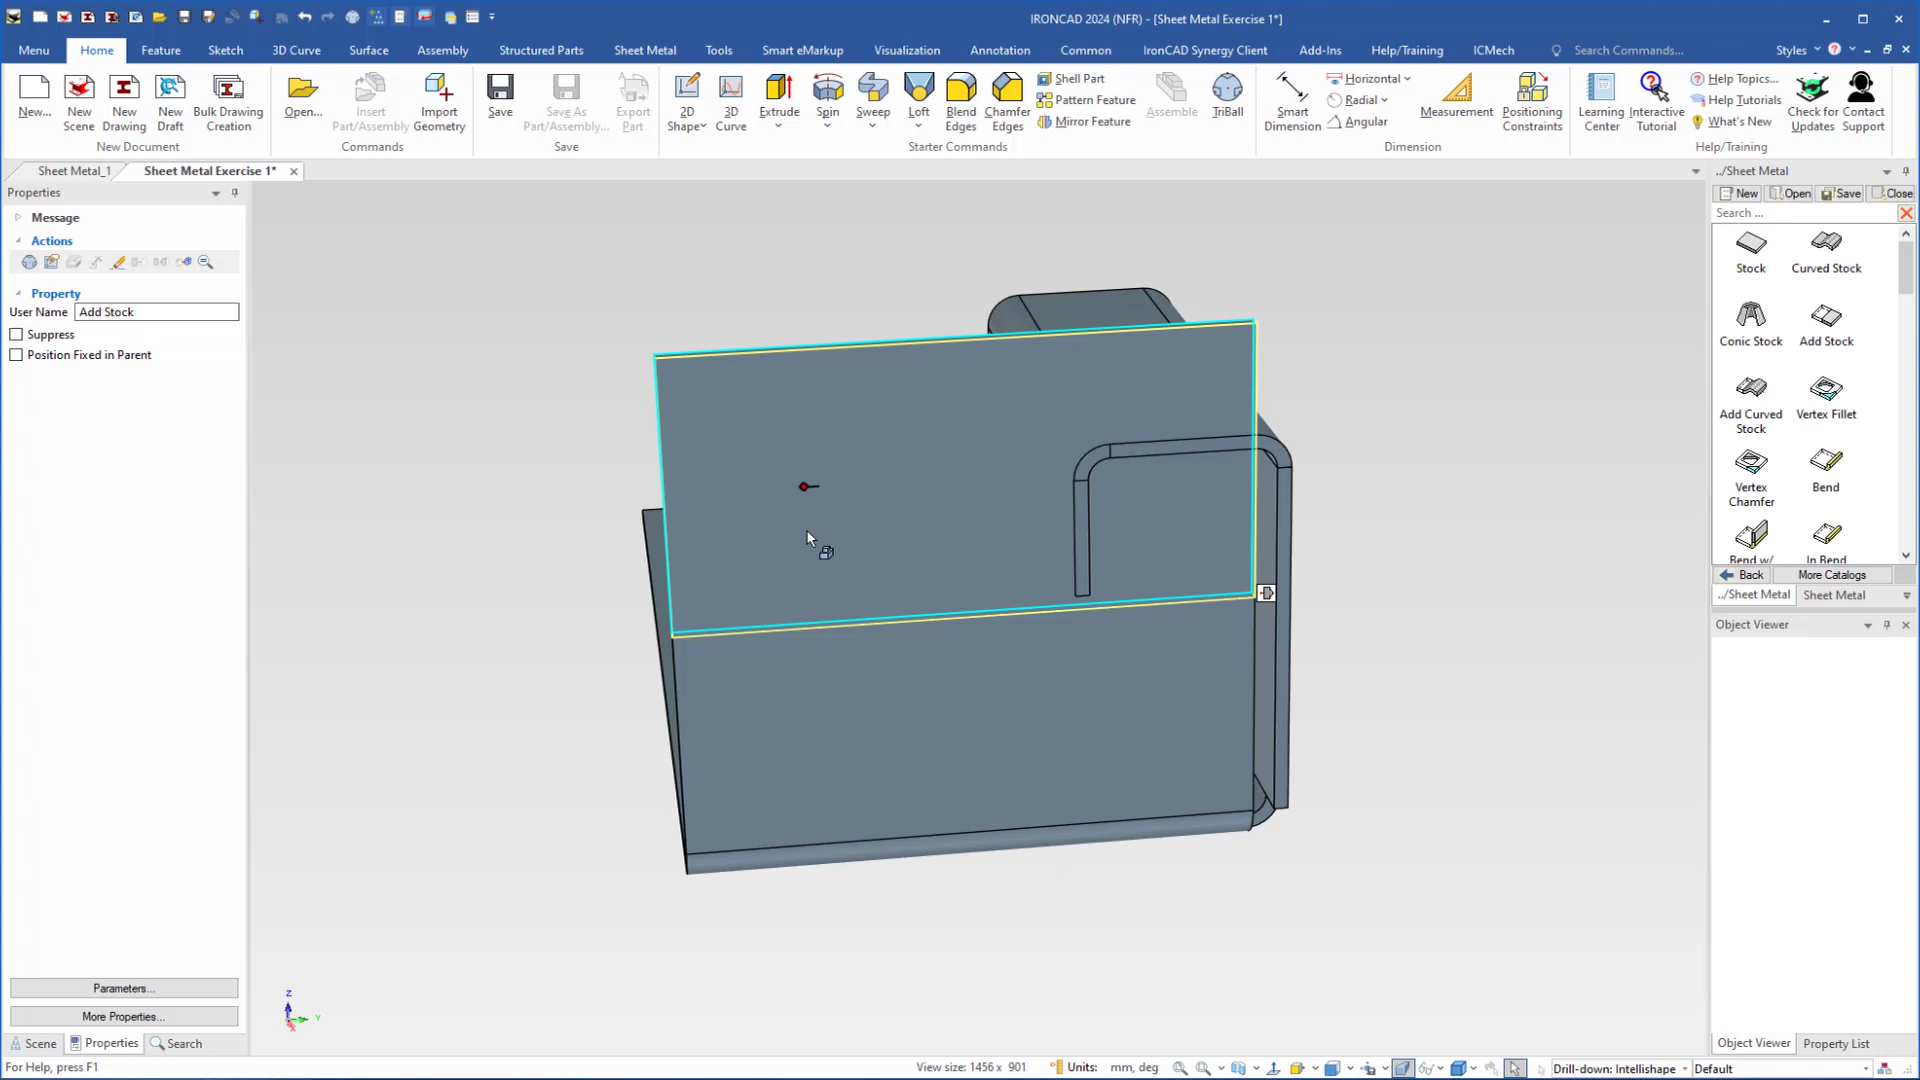 IRONCAD 2024 (NFR) - [Sheet Metal Exercise 1*]
Menu Home Feature Sketch 3D Curve Surface Assembly Structured Parts Sheet Metal Tools Smart eMarkup Visualization Annotation Common IronCAD Synergy Client Add-Ins Help/Training ICMech Search Commands... Styles
New... New Scene New Drawing New Draft Bulk Drawing Creation
New Document
Open... Insert Part/Assembly Import Geometry
Commands
Save Save As Part/Assembly... Export Part
Save
2D Shape 3D Curve Extrude Spin Sweep Loft Blend Edges Chamfer Edges
Shell Part
Pattern Feature
Mirror Feature
Assemble TriBall
Starter Commands
Smart Dimension
Horizontal
Radial
Angular
Measurement Positioning Constraints
Dimension
Learning Center Interactive Tutorial
Help Topics...
Help Tutorials
What's New
Check for Updates Contact Support
Help/Training
Sheet Metal_1 Sheet Metal Exercise 1*
Properties
Message
Actions
Property
User Name Add Stock
Suppress
Position Fixed in Parent
Parameters...
More Properties...
Scene Properties Search
Z
Y
X
../Sheet Metal
New Open Save Close
Search ...
Stock Curved Stock
Conic Stock Add Stock
Add Curved Stock Vertex Fillet
Vertex Chamfer Bend
Bend w/ In Bend
Back More Catalogs
../Sheet Metal Sheet Metal
Object Viewer
Object Viewer Property List
For Help, press F1
View size: 1456 x 901 Units: mm, deg Drill-down: Intellishape Default